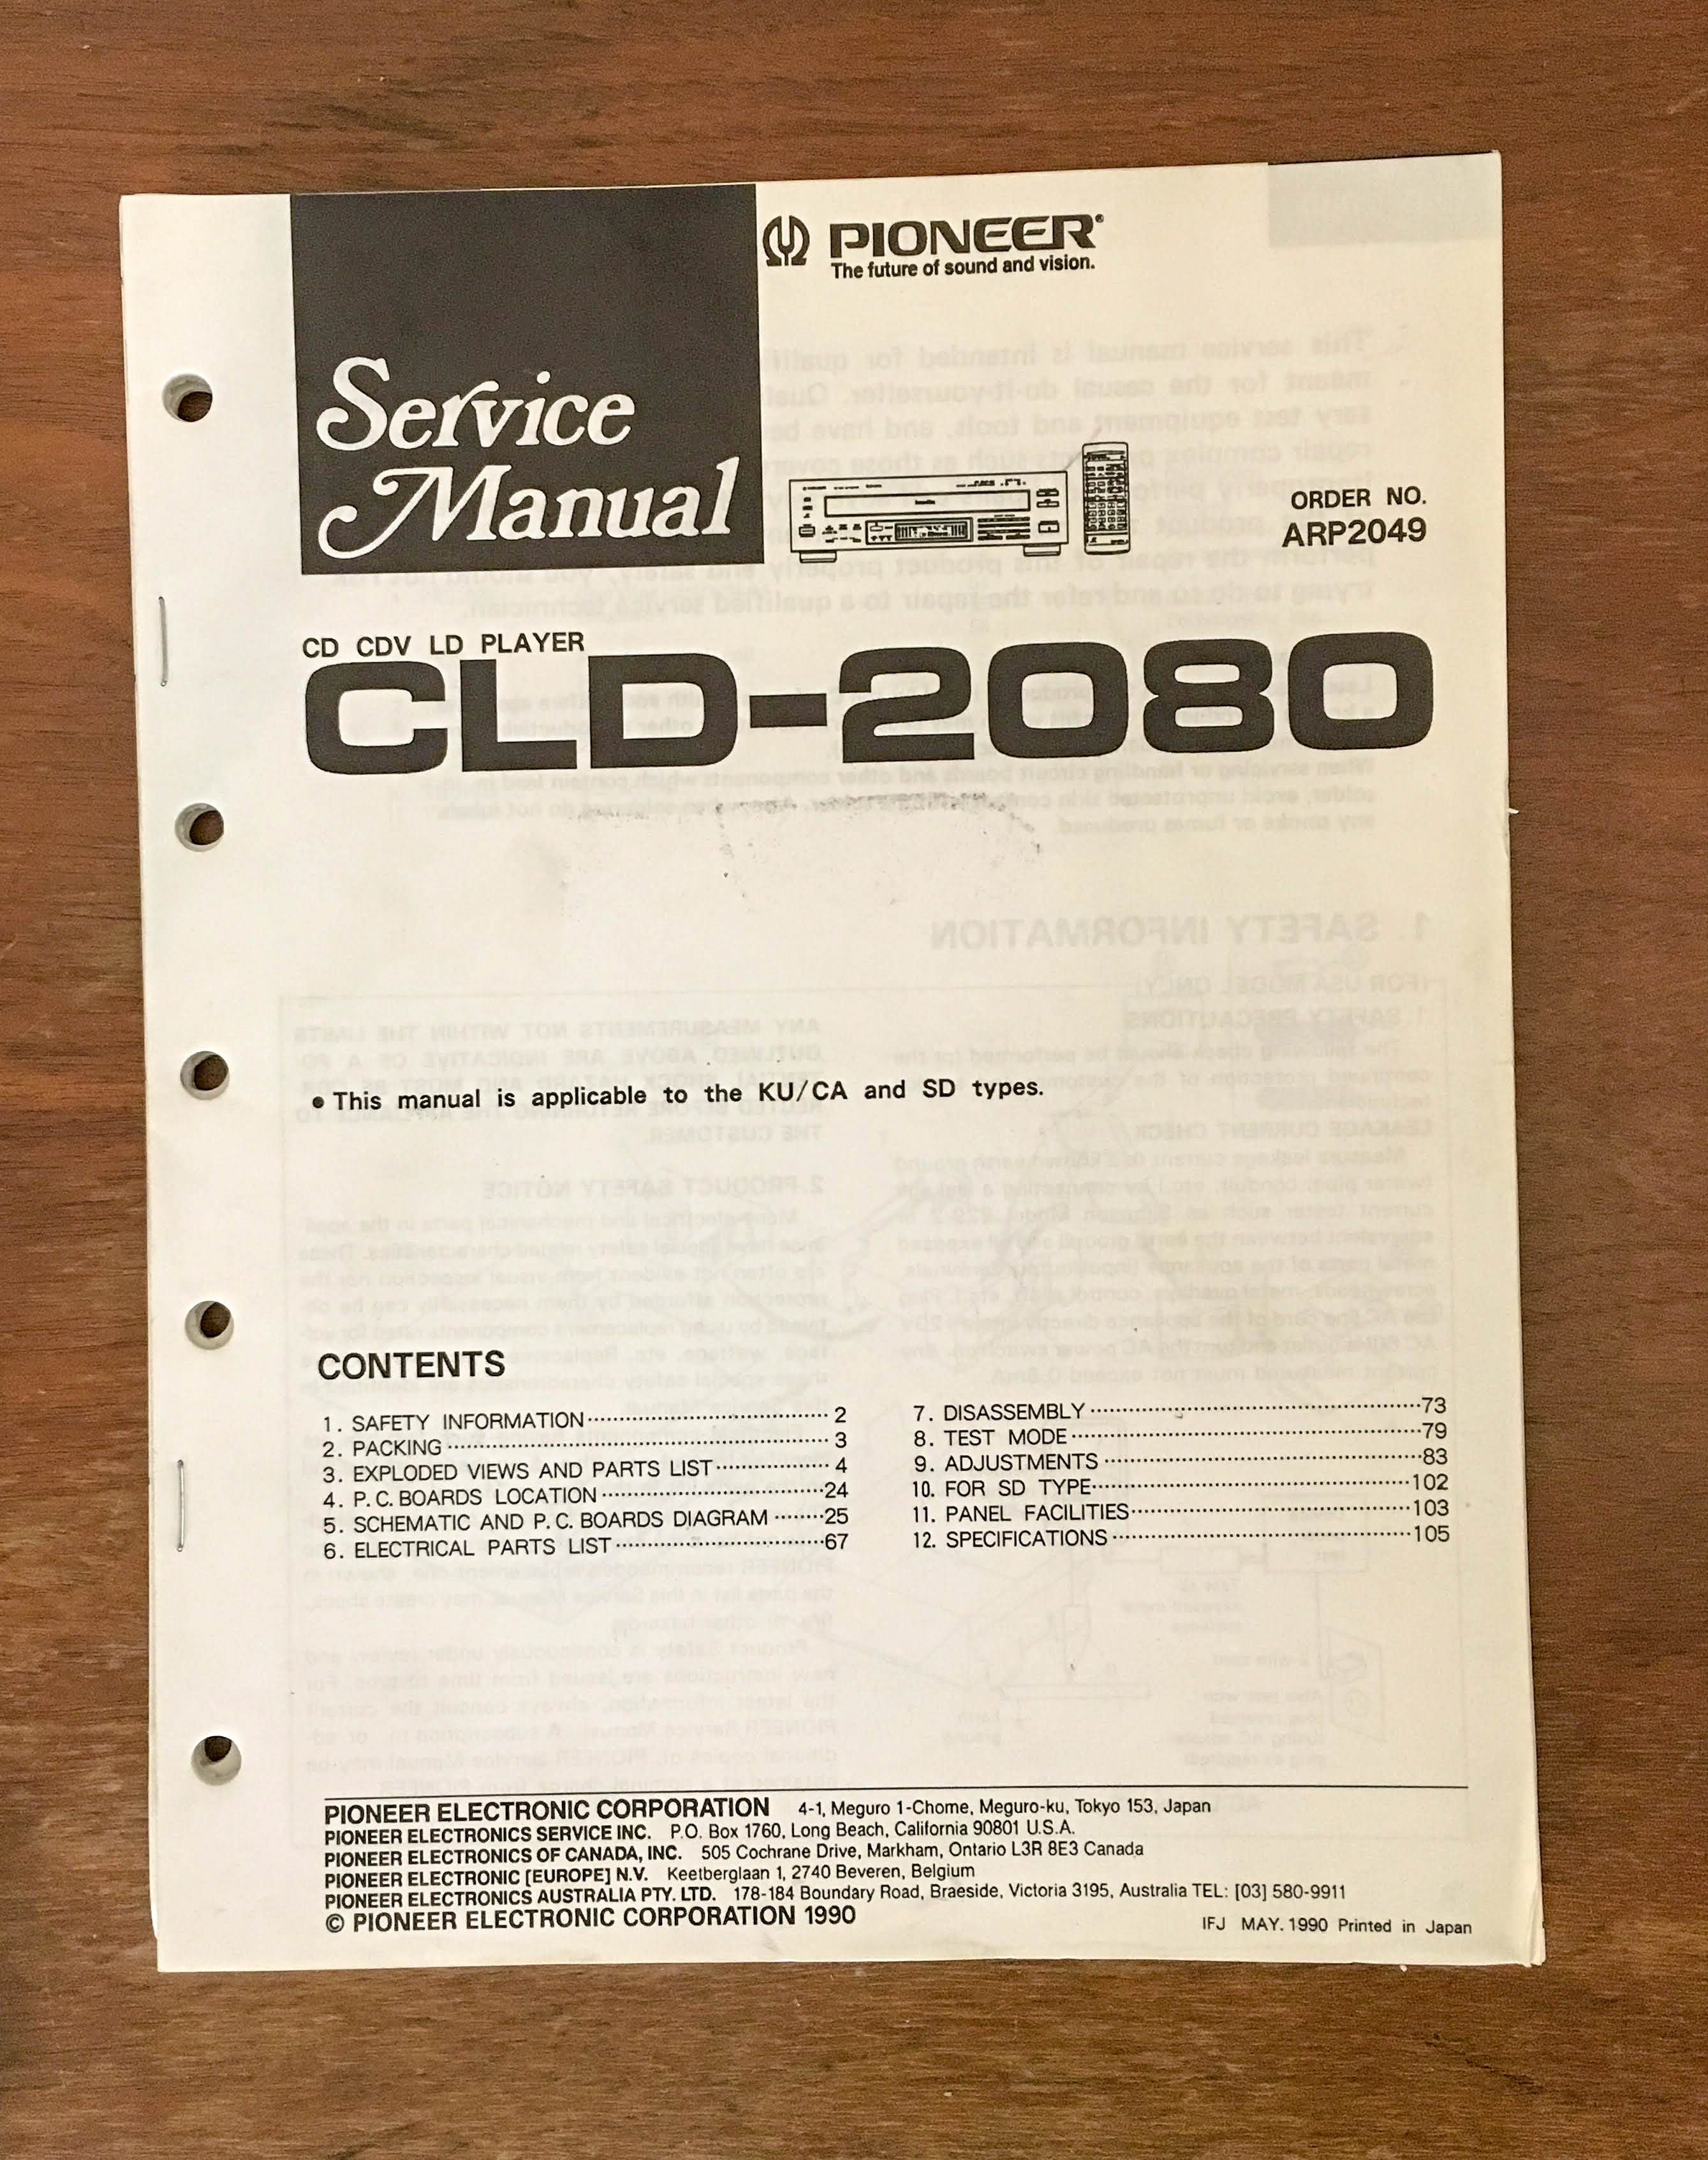 PIONEER®
The future of sound and vision.
Service
Manual
ORDER NO.
ARP2049
CD CDV LD PLAYER
CLD-2080
● This manual is applicable to the KU/CA and SD types.
CONTENTS
1. SAFETY INFORMATION 2
2. PACKING 3
3. EXPLODED VIEWS AND PARTS LIST 4
4. P.C.BOARDS LOCATION 24
5. SCHEMATIC AND P.C.BOARDS DIAGRAM 25
6. ELECTRICAL PARTS LIST 67
7. DISASSEMBLY 73
8. TEST MODE 79
9. ADJUSTMENTS 83
10. FOR SD TYPE 102
11. PANEL FACILITIES 103
12. SPECIFICATIONS 105
PIONEER ELECTRONIC CORPORATION 4-1, Meguro 1-Chome, Meguro-ku, Tokyo 153, Japan
PIONEER ELECTRONICS SERVICE INC. P.O. Box 1760, Long Beach, California 90801 U.S.A.
PIONEER ELECTRONICS OF CANADA, INC. 505 Cochrane Drive, Markham, Ontario L3R 8E3 Canada
PIONEER ELECTRONIC [EUROPE] N.V. Keetberglaan 1, 2740 Beveren, Belgium
PIONEER ELECTRONICS AUSTRALIA PTY. LTD. 178-184 Boundary Road, Braeside, Victoria 3195, Australia TEL: [03] 580-9911
© PIONEER ELECTRONIC CORPORATION 1990
IFJ MAY. 1990 Printed in Japan